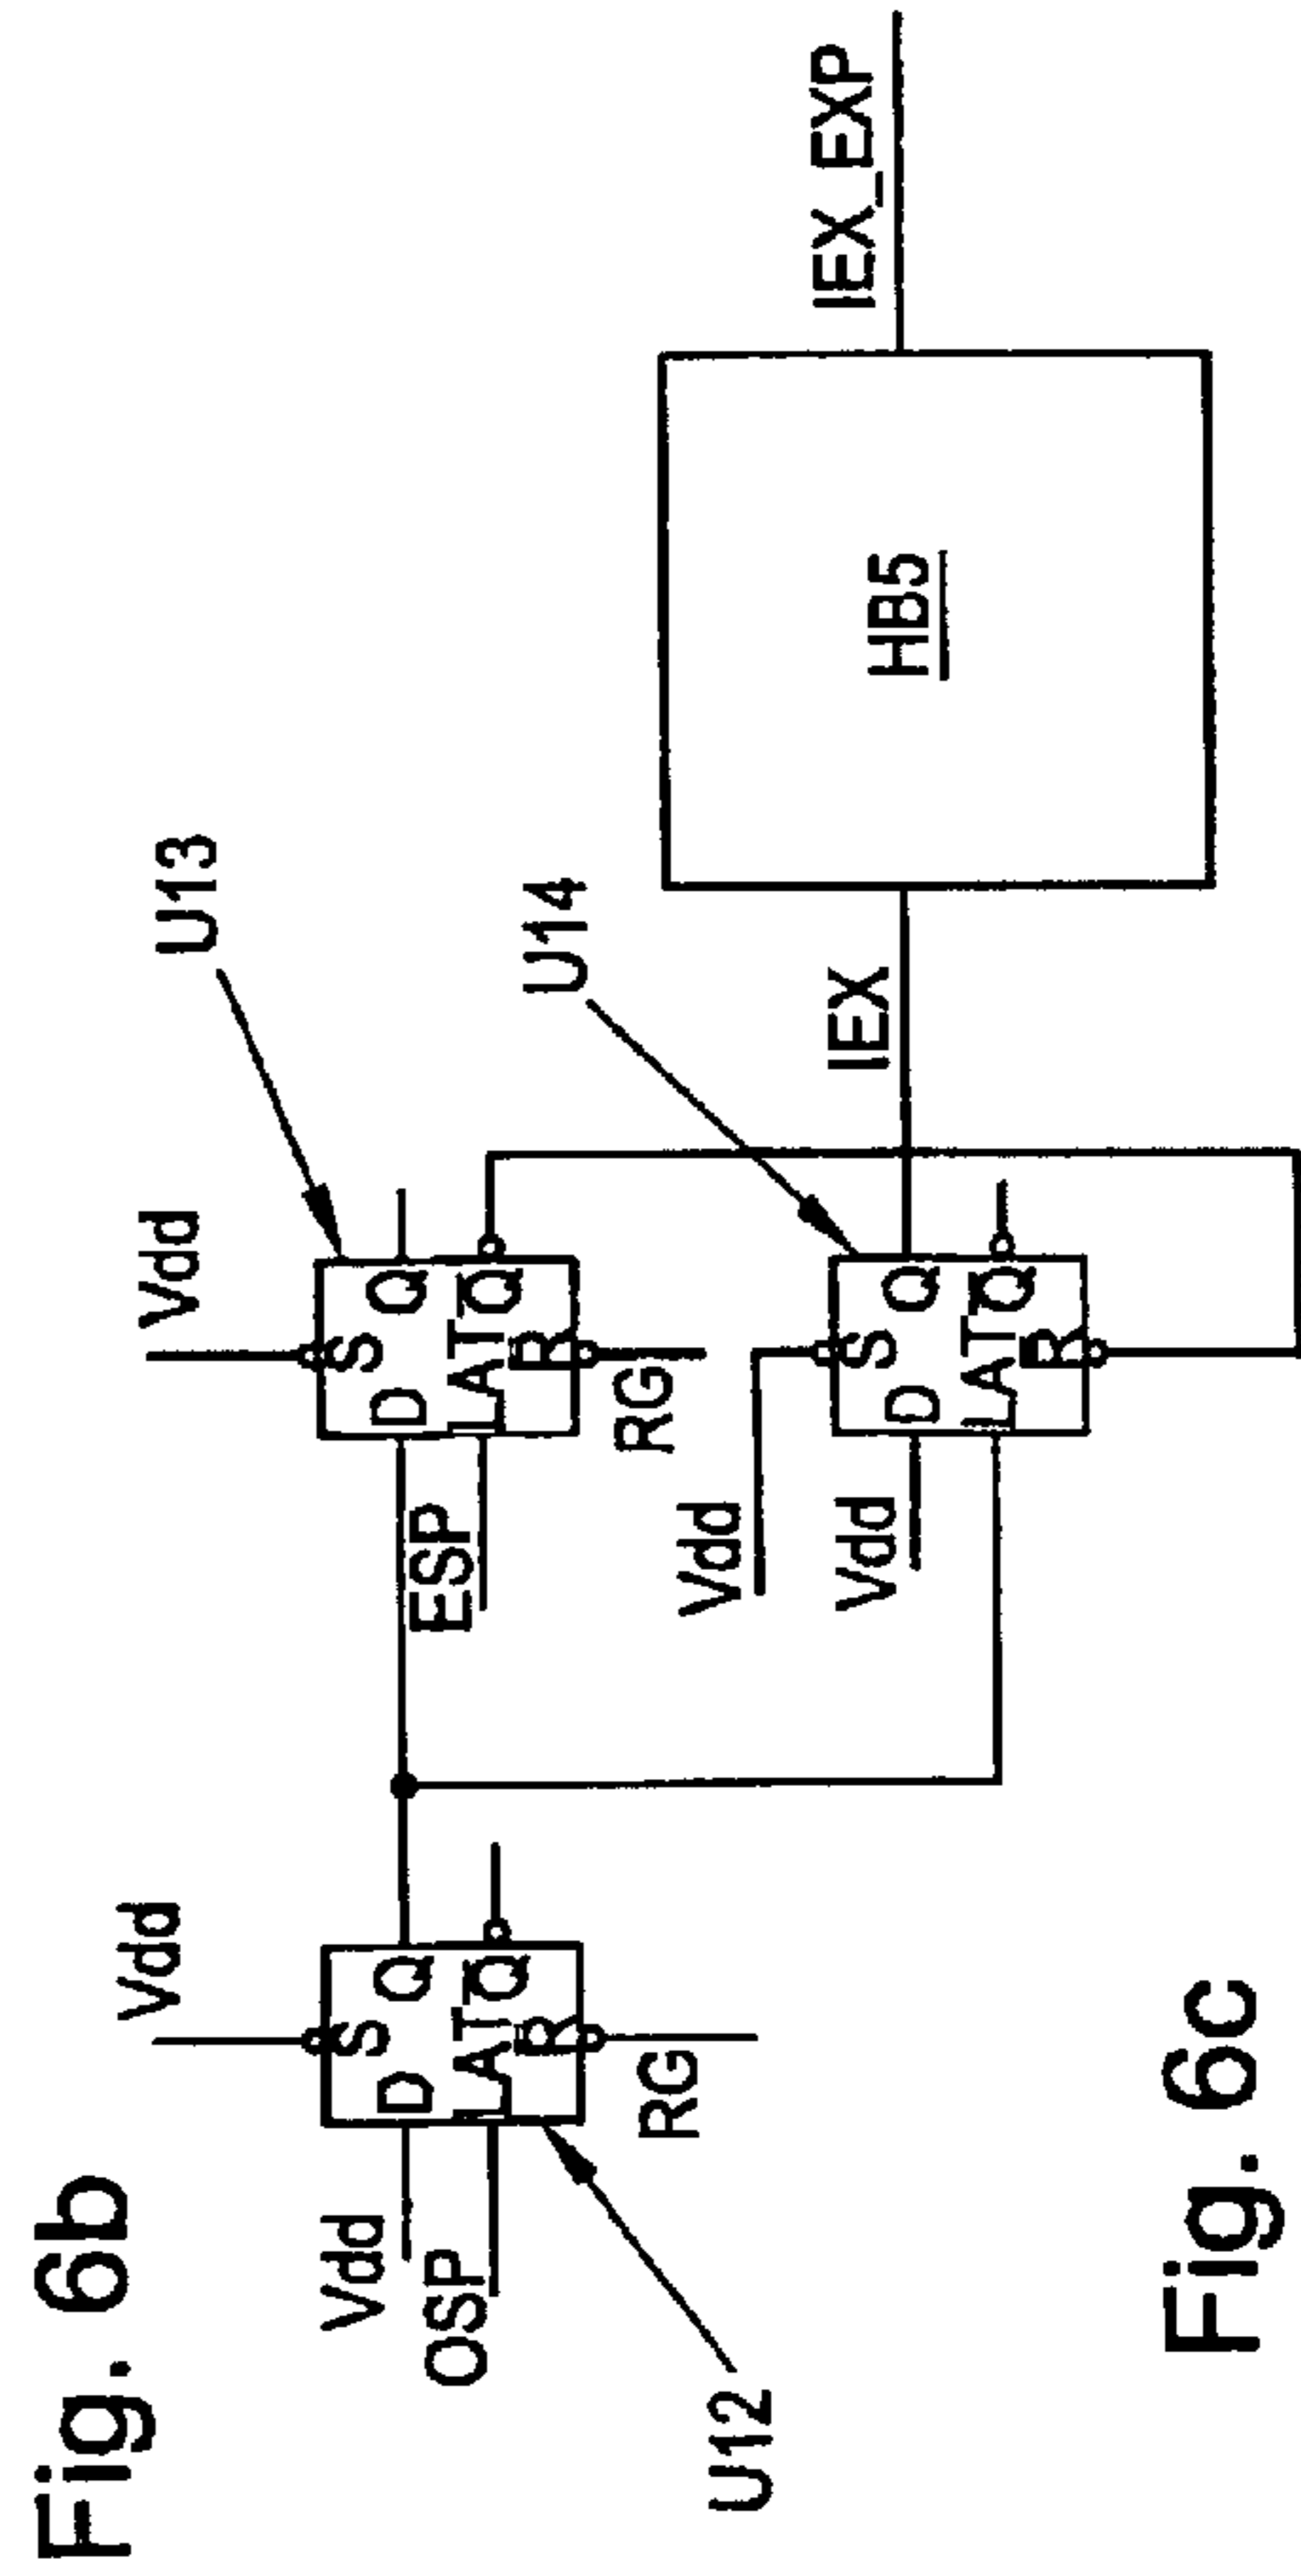 Fig. 6b
Vdd
Vdd
OSP
S
D Q
LAT Q
R
RG
U12
Vdd
U13
ESP
S
D Q
LAT Q
R
RG
U14
Vdd
Vdd
S
D Q
LAT Q
R
IEX
HB5
IEX_EXP
Fig. 6c